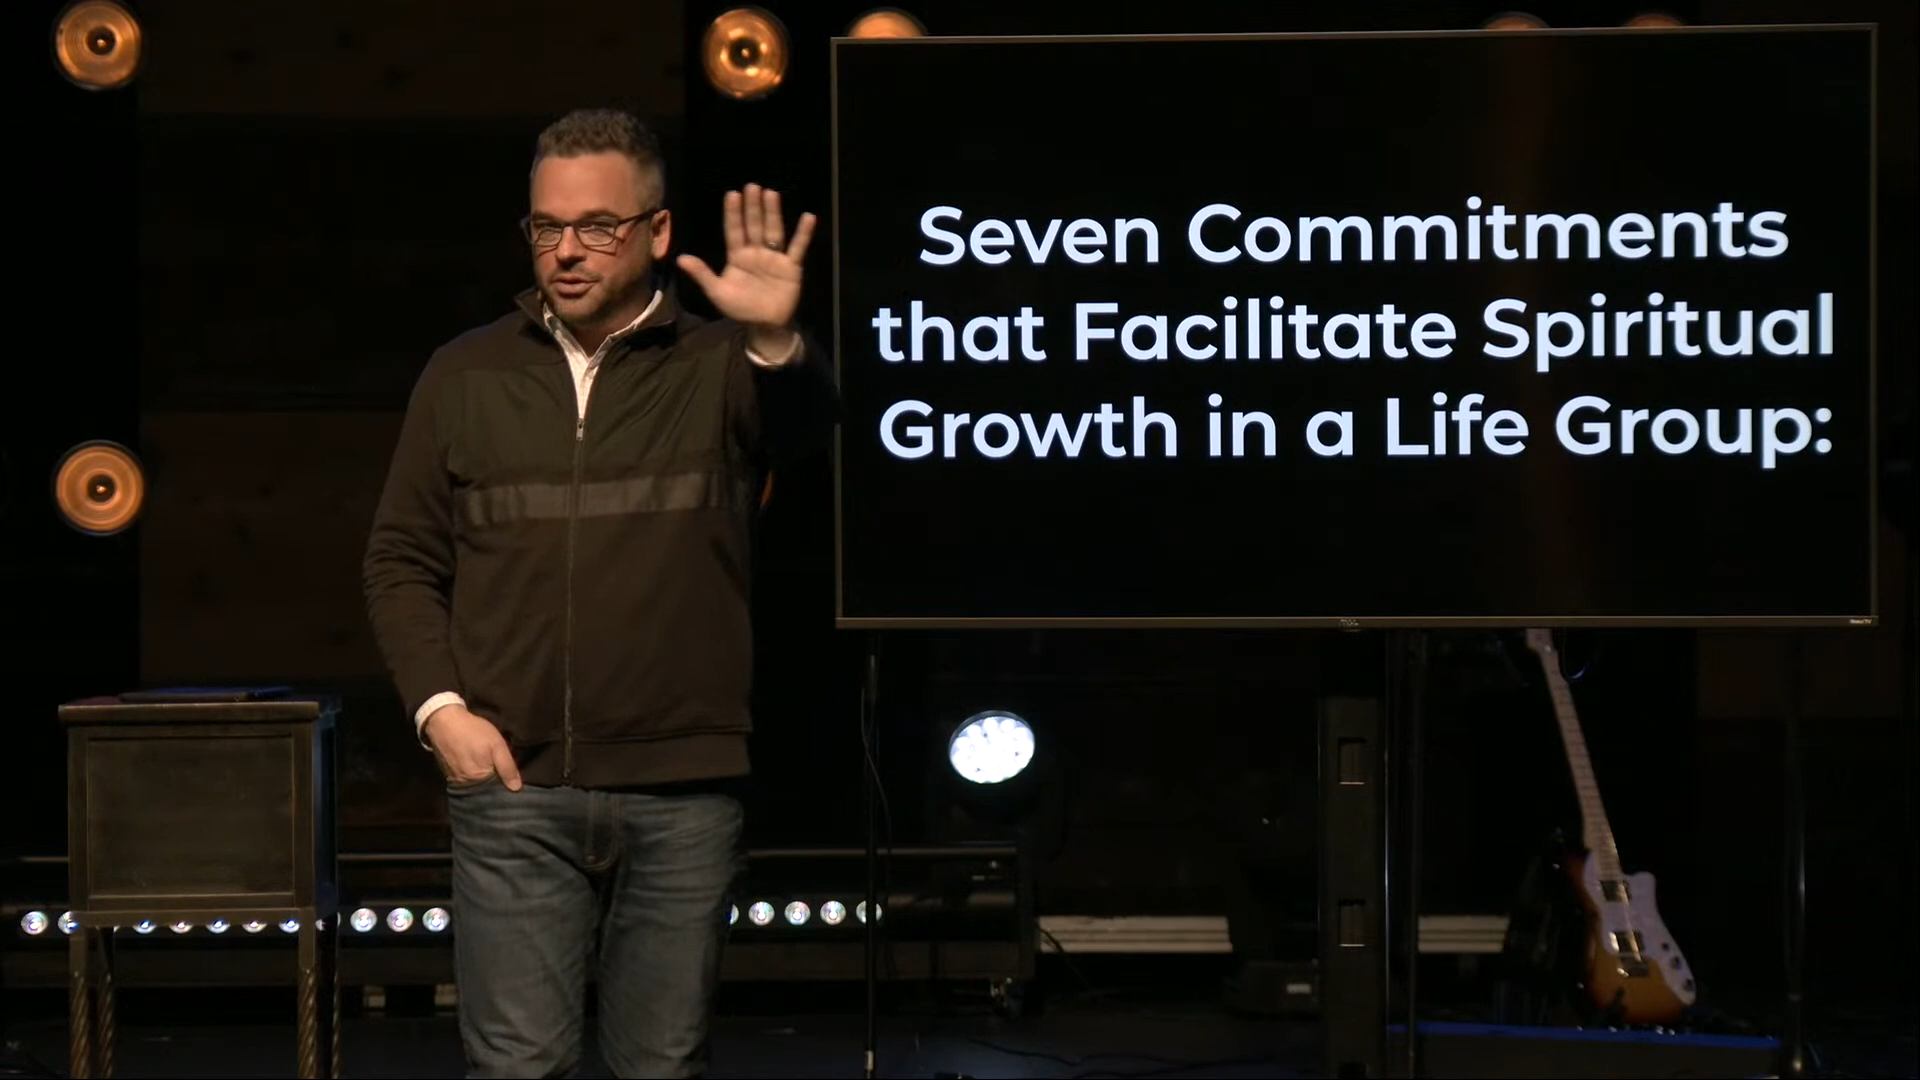 Seven Commitments
that Facilitate Spiritual
Growth in a Life Group: